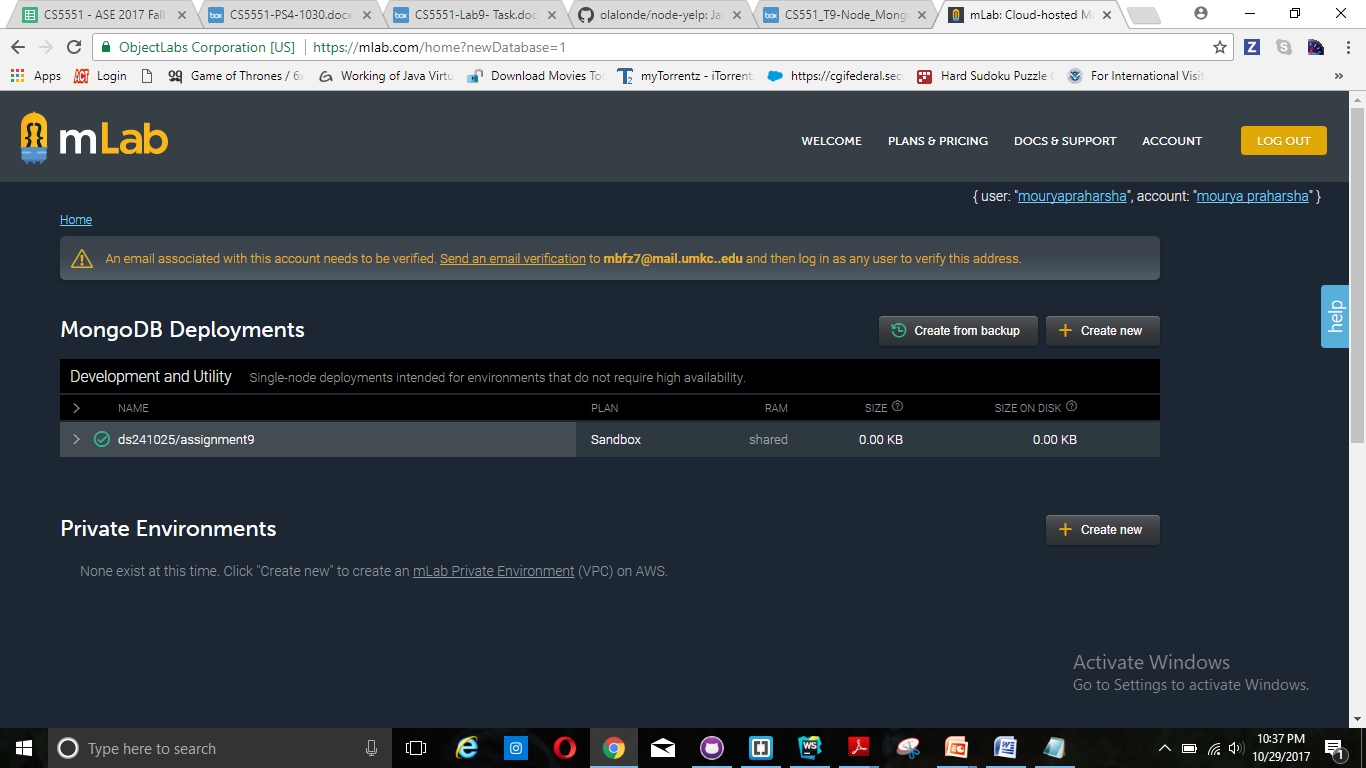 CS5551 - ASE 2017 Fall
CS5551-PS4-1030.docx
CS5551-Lab9- Task.doc
olalonde/node-yelp: Ja
CS551_T9-Node_Mong
mLab: Cloud-hosted M
ObjectLabs Corporation [US]
https://mlab.com/home?newDatabase=1
Apps
ACT Login
Game of Thrones / 6
Working of Java Virtu
Download Movies To
myTorrentz - iTorrent
https://cgifederal.sec
Hard Sudoku Puzzle
For International Visit
mLab
WELCOME
PLANS & PRICING
DOCS & SUPPORT
ACCOUNT
LOG OUT
{ user: "mouryapraharsha", account: "mourya praharsha" }
Home
An email associated with this account needs to be verified. Send an email verification to mbfz7@mail.umkc..edu and then log in as any user to verify this address.
help
MongoDB Deployments
Create from backup
Create new
Development and Utility Single-node deployments intended for environments that do not require high availability.
NAME PLAN RAM SIZE SIZE ON DISK
ds241025/assignment9 Sandbox shared 0.00 KB 0.00 KB
Private Environments
Create new
None exist at this time. Click "Create new" to create an mLab Private Environment (VPC) on AWS.
Activate Windows
Go to Settings to activate Windows.
Type here to search
10:37 PM
10/29/2017
1